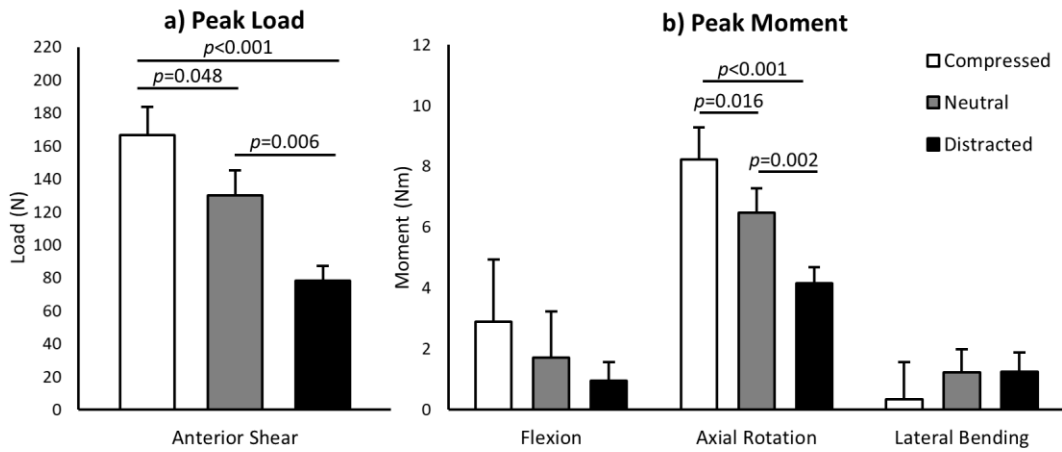 a) Peak Load
220
200
180
160
140
120
100
80
60
40
20
0
Load (N)
p<0.001
p=0.048
p=0.006
Anterior Shear
b) Peak Moment
12
10
8
6
4
2
0
Moment (Nm)
p<0.001
p=0.016
p=0.002
Flexion
Axial Rotation
Lateral Bending
Compressed
Neutral
Distracted